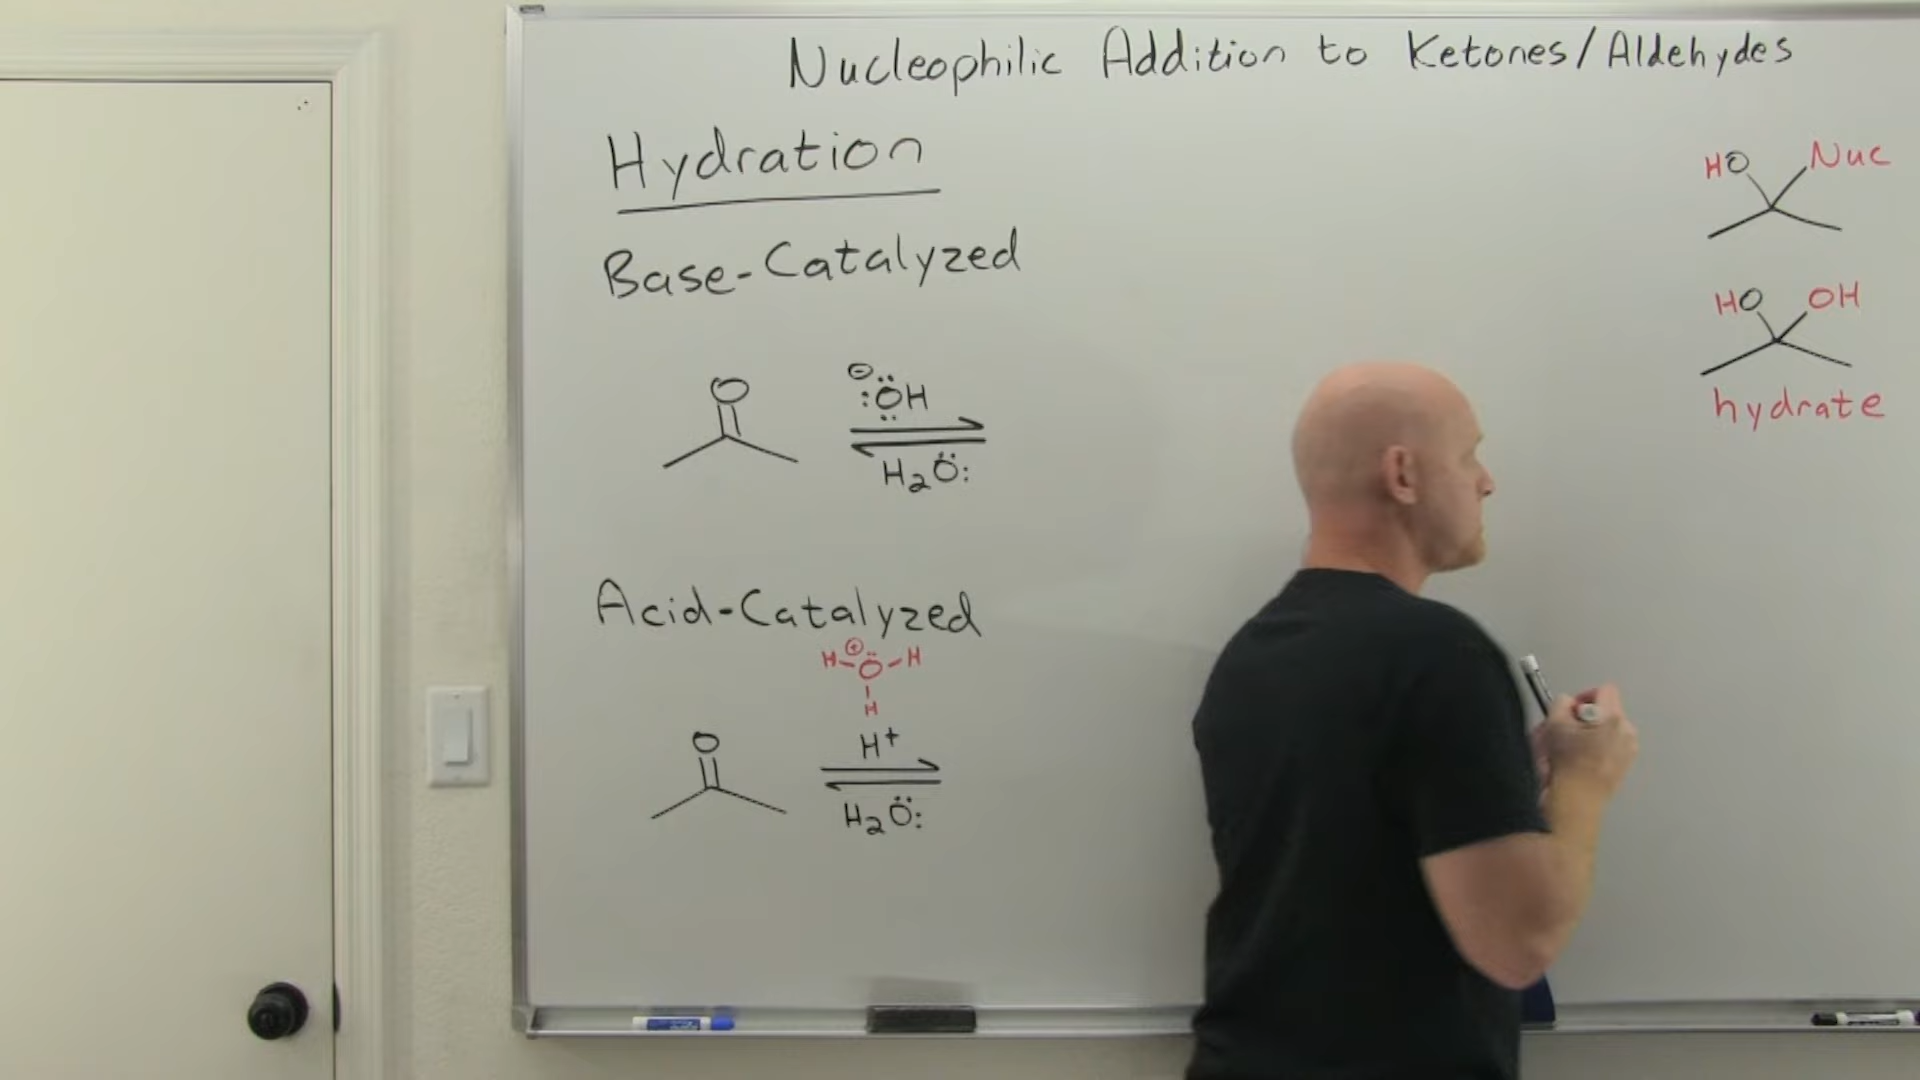 Nucleophilic Addition to Ketones/Aldehydes
Hydration
Base-Catalyzed
O
⊖
:ÖH
H₂Ö:
Acid-Catalyzed
H-Ö⊕-H
H
O
H⁺
H₂Ö:
HO Nuc
HO OH
hydrate